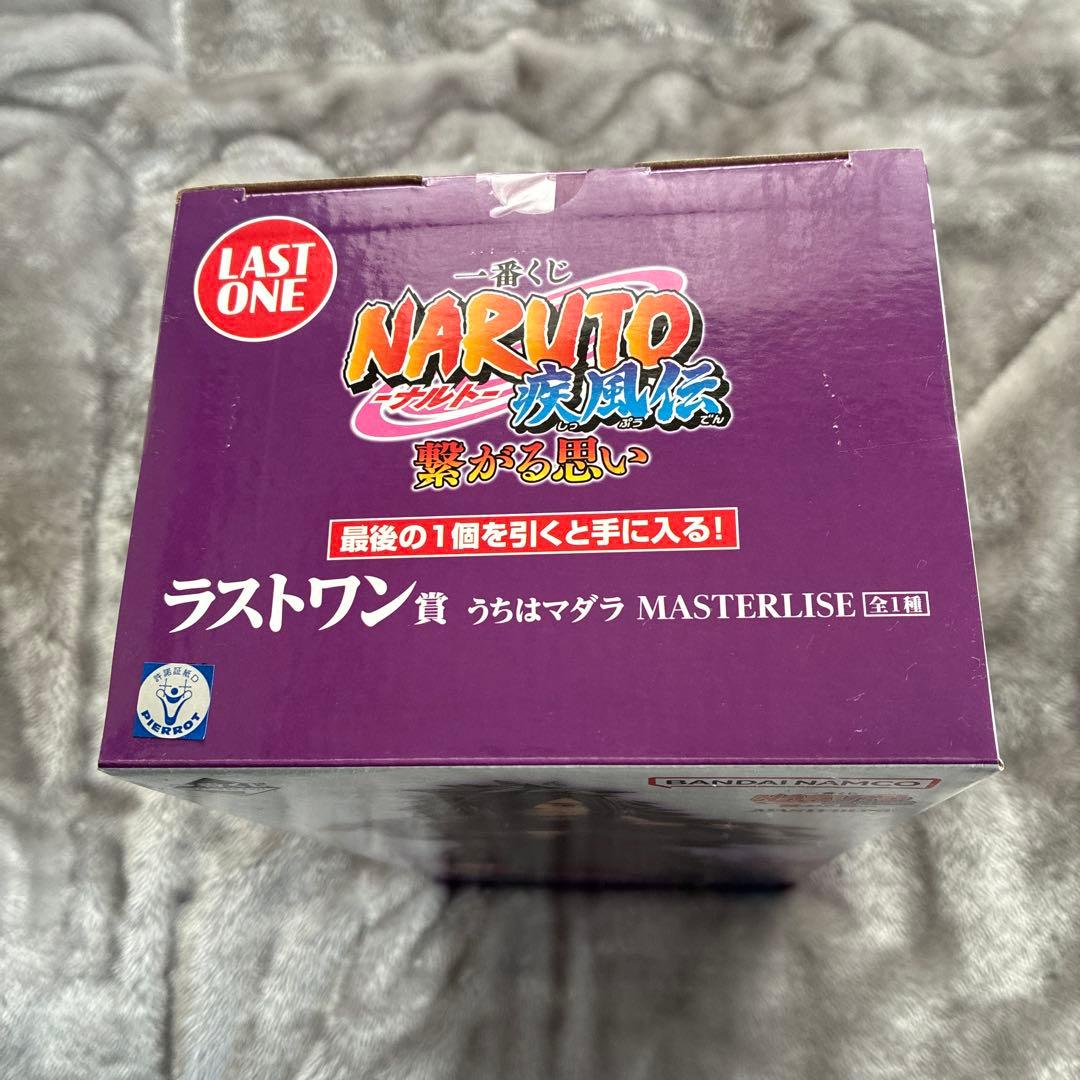 LAST
ONE
一番くじ
NARUTO
-ナルト-
疾風伝
しっ ぷう でん
繋がる思い
最後の1個を引くと手に入る!
ラストワン賞 うちはマダラ MASTERLISE 全1種
許諾証紙D
PIERROT
BANDAI NAMCO